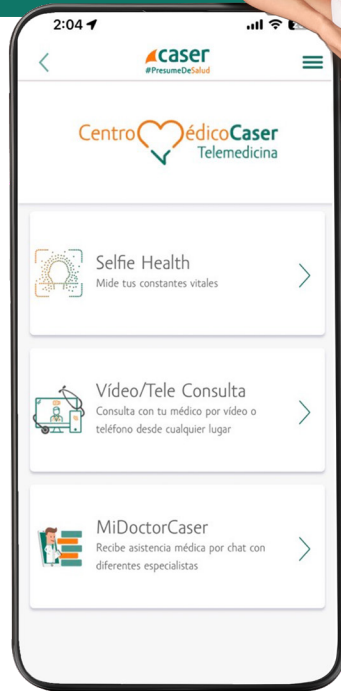 2:04
caser
#PresumeDeSalud
Centro MédicoCaser
Telemedicina
Selfie Health
Mide tus constantes vitales
Vídeo/Tele Consulta
Consulta con tu médico por vídeo o
teléfono desde cualquier lugar
MiDoctorCaser
Recibe asistencia médica por chat con
diferentes especialistas